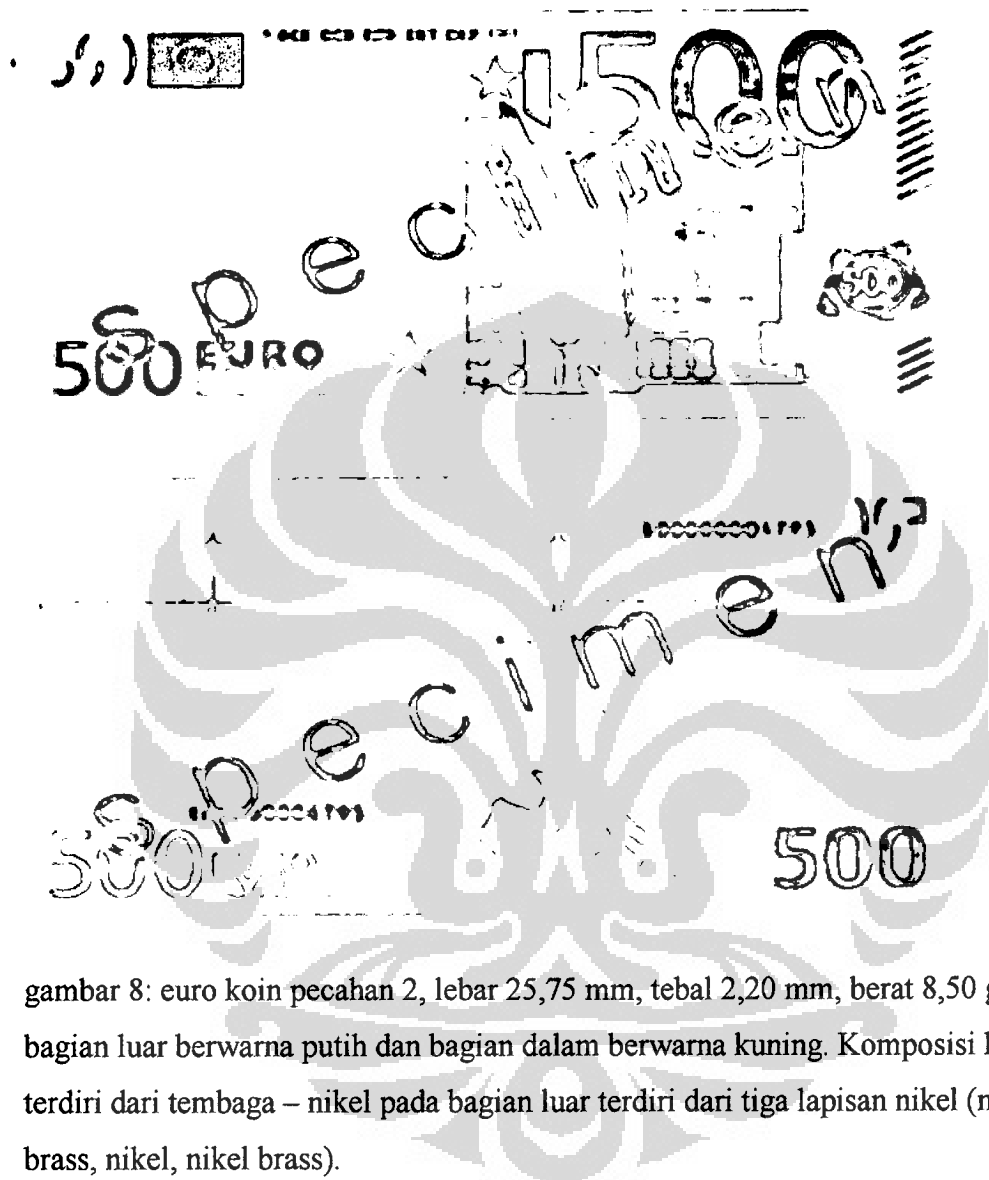 500
Specimen
500
500 EURO
Specimen
500
gambar 8: euro koin pecahan 2, lebar 25,75 mm, tebal 2,20 mm, berat 8,50 g
bagian luar berwarna putih dan bagian dalam berwarna kuning. Komposisi
terdiri dari tembaga – nikel pada bagian luar terdiri dari tiga lapisan nikel
brass, nikel, nikel brass).